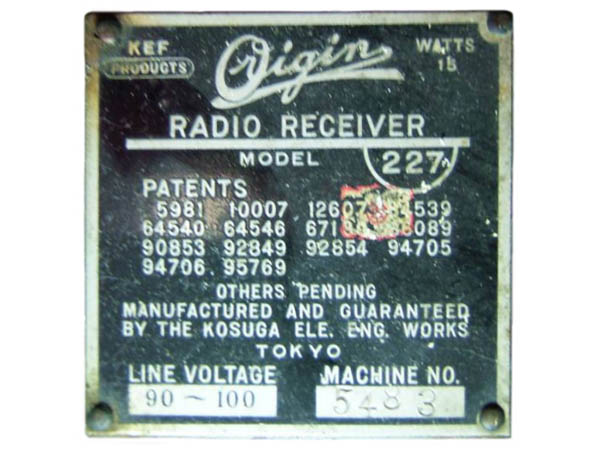 KEF
PRODUCTS
Origin
WATTS
15
RADIO RECEIVER
MODEL 227
PATENTS
5981 10007
64540 64546
90853 92849 92854 94705
94706. 95769
OTHERS PENDING
MANUFACTURED AND GUARANTEED
BY THE KOSUGA ELE. ENG. WORKS
TOKYO
LINE VOLTAGE MACHINE NO.
90 ~ 100 5483